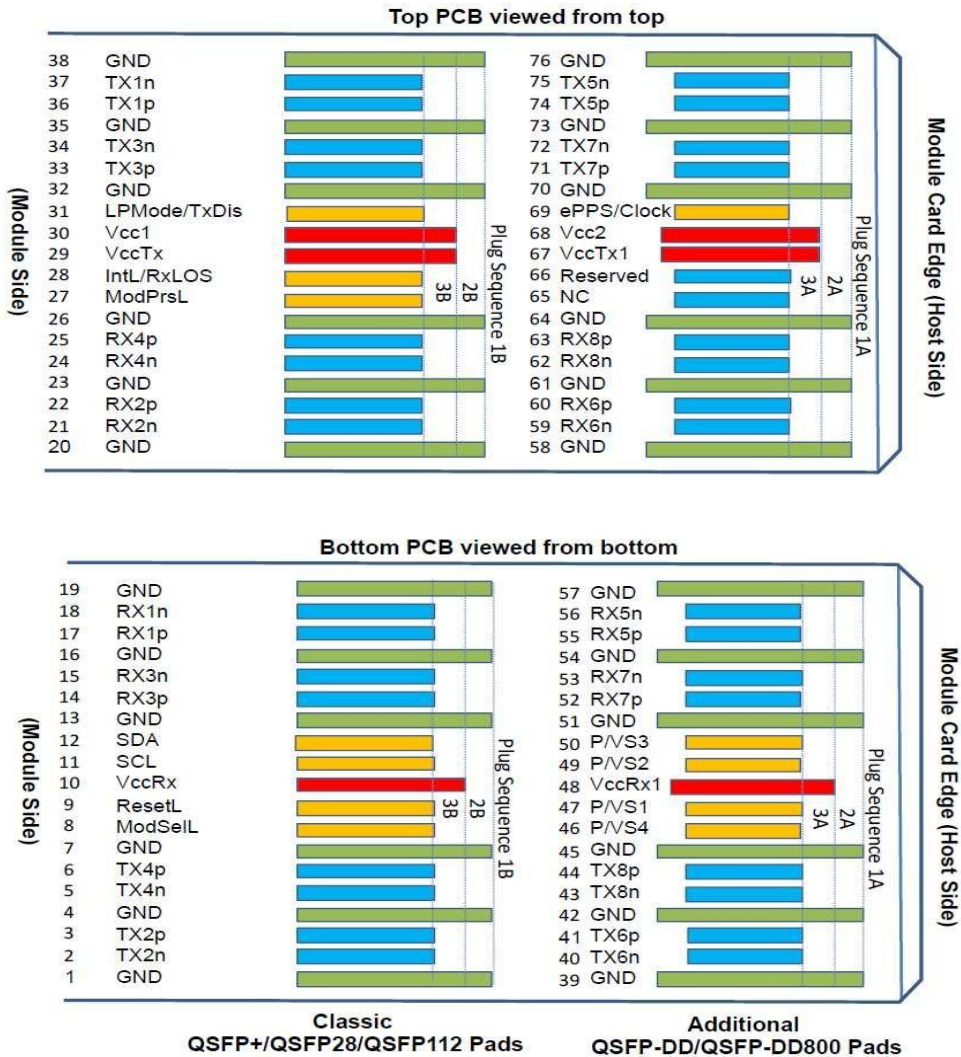 Top PCB viewed from top
38 GND 76 GND
37 TX1n 75 TX5n
36 TX1p 74 TX5p
35 GND 73 GND
34 TX3n 72 TX7n
33 TX3p 71 TX7p
32 GND 70 GND
31 LPMode/TxDis 69 ePPS/Clock
30 Vcc1 68 Vcc2
29 VccTx 67 VccTx1
28 IntL/RxLOS 66 Reserved
27 ModPrsL 65 NC
26 GND 64 GND
25 RX4p 63 RX8p
24 RX4n 62 RX8n
23 GND 61 GND
22 RX2p 60 RX6p
21 RX2n 59 RX6n
20 GND 58 GND
(Module Side)
3B
2B
Plug Sequence 1B
3A
2A
Plug Sequence 1A
Module Card Edge (Host Side)
Bottom PCB viewed from bottom
19 GND 57 GND
18 RX1n 56 RX5n
17 RX1p 55 RX5p
16 GND 54 GND
15 RX3n 53 RX7n
14 RX3p 52 RX7p
13 GND 51 GND
12 SDA 50 P/VS3
11 SCL 49 P/VS2
10 VccRx 48 VccRx1
9 ResetL 47 P/VS1
8 ModSelL 46 P/VS4
7 GND 45 GND
6 TX4p 44 TX8p
5 TX4n 43 TX8n
4 GND 42 GND
3 TX2p 41 TX6p
2 TX2n 40 TX6n
1 GND 39 GND
(Module Side)
3B
2B
Plug Sequence 1B
3A
2A
Plug Sequence 1A
Module Card Edge (Host Side)
Classic
QSFP+/QSFP28/QSFP112 Pads
Additional
QSFP-DD/QSFP-DD800 Pads